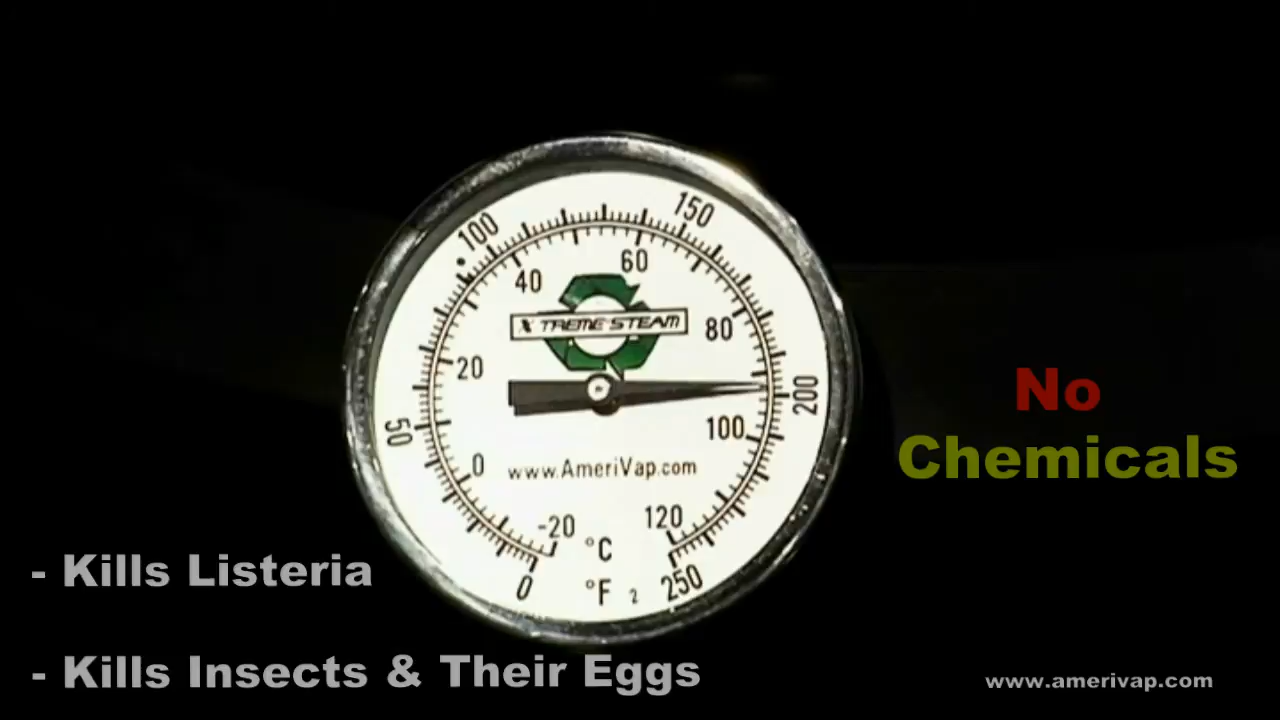 150
100
60
40
X TREME STEAM
80
20
200
50
100
0
www.AmeriVap.com
-20
120
°C
0
°F
2
250
No
Chemicals
- Kills Listeria
- Kills Insects & Their Eggs
www.amerivap.com